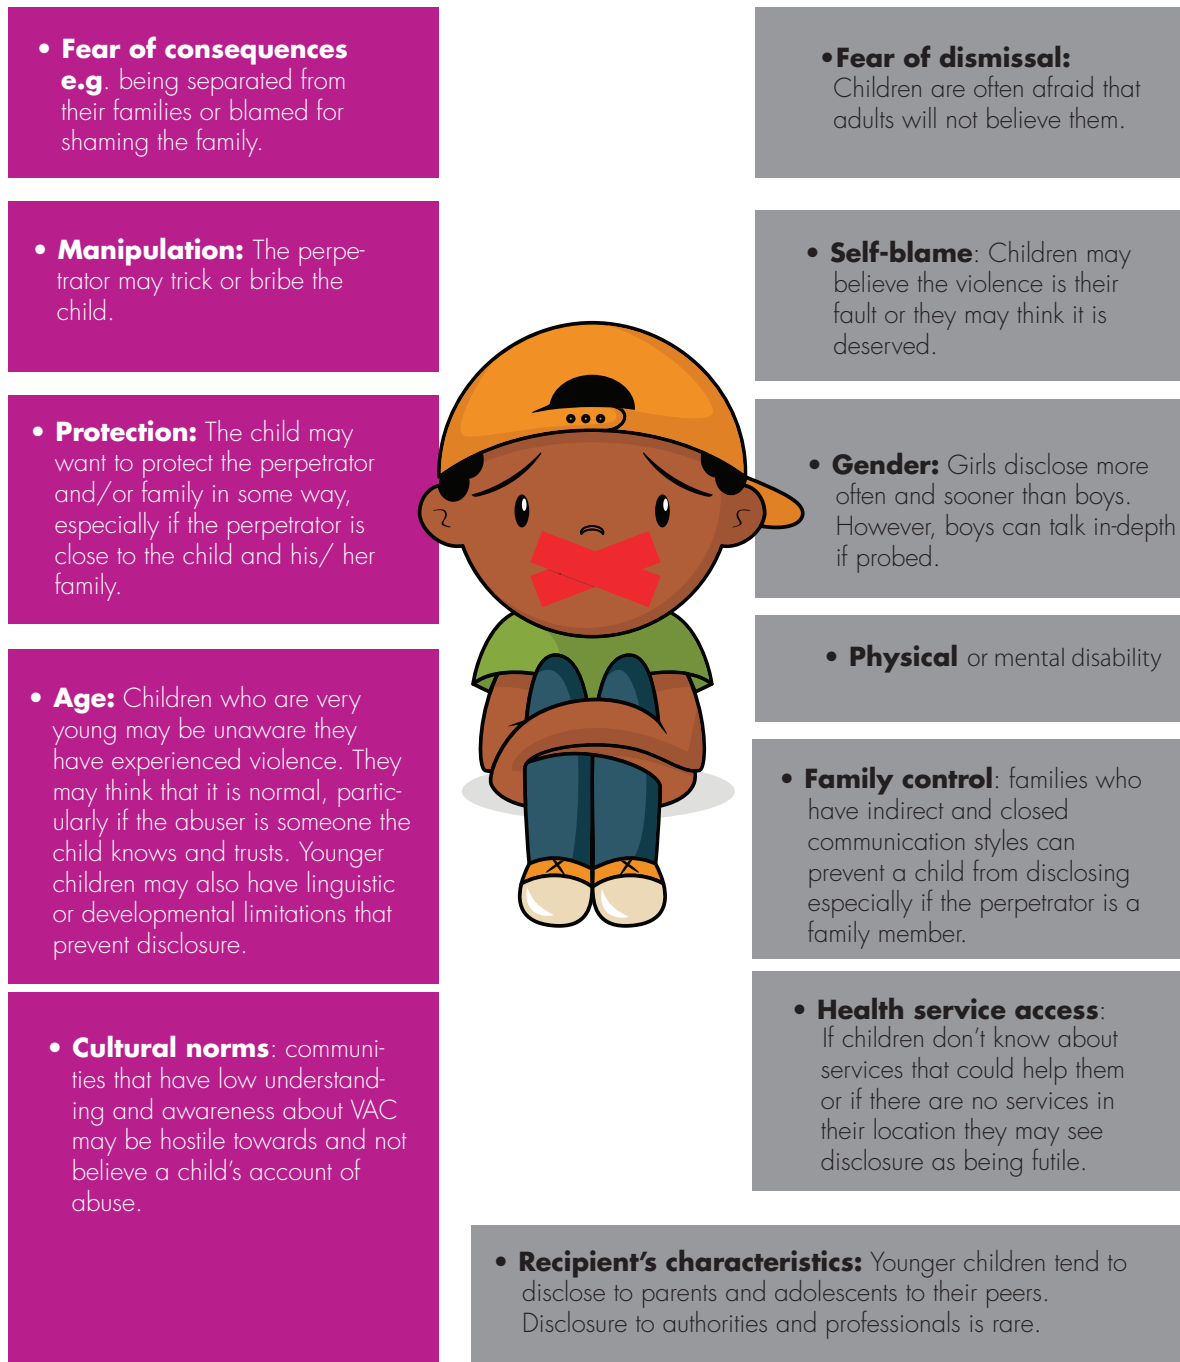 • Fear of consequences
e.g. being separated from
their families or blamed for
shaming the family.
• Manipulation: The perpe-
trator may trick or bribe the
child.
• Protection: The child may
want to protect the perpetrator
and/or family in some way,
especially if the perpetrator is
close to the child and his/ her
family.
• Age: Children who are very
young may be unaware they
have experienced violence. They
may think that it is normal, partic-
ularly if the abuser is someone the
child knows and trusts. Younger
children may also have linguistic
or developmental limitations that
prevent disclosure.
• Cultural norms: communi-
ties that have low understand-
ing and awareness about VAC
may be hostile towards and not
believe a child's account of
abuse.
•Fear of dismissal:
Children are often afraid that
adults will not believe them.
• Self-blame: Children may
believe the violence is their
fault or they may think it is
deserved.
• Gender: Girls disclose more
often and sooner than boys.
However, boys can talk in-depth
if probed.
• Physical or mental disability
• Family control: families who
have indirect and closed
communication styles can
prevent a child from disclosing
especially if the perpetrator is a
family member.
• Health service access:
If children don't know about
services that could help them
or if there are no services in
their location they may see
disclosure as being futile.
• Recipient's characteristics: Younger children tend to
disclose to parents and adolescents to their peers.
Disclosure to authorities and professionals is rare.